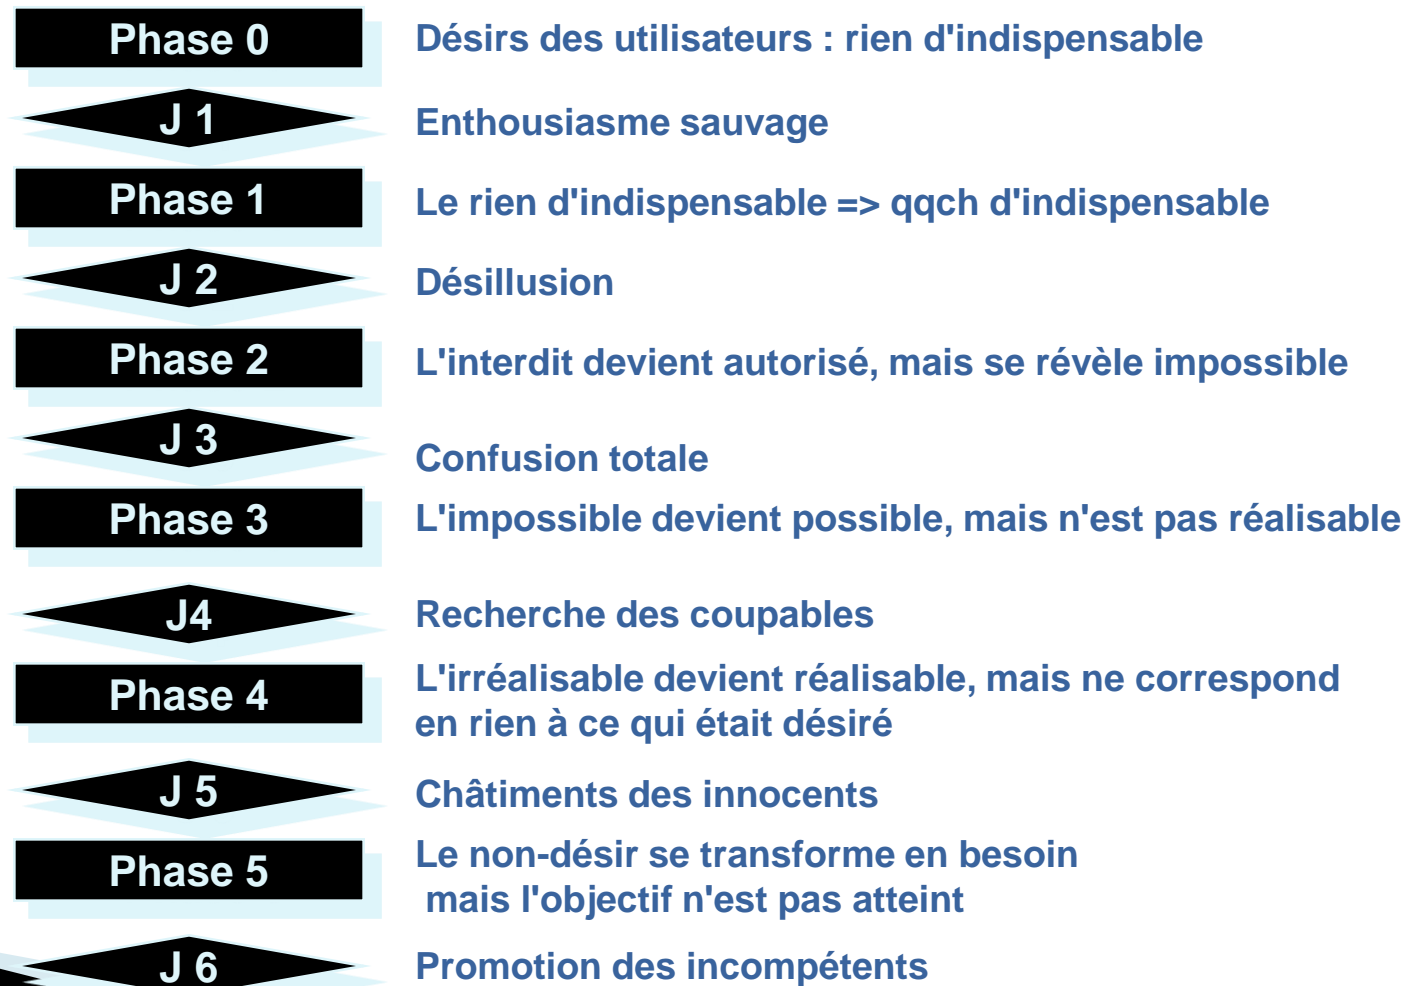 Phase 0
Désirs des utilisateurs : rien d'indispensable
J 1
Enthousiasme sauvage
Phase 1
Le rien d'indispensable => qqch d'indispensable
J 2
Désillusion
Phase 2
L'interdit devient autorisé, mais se révèle impossible
J 3
Confusion totale
Phase 3
L'impossible devient possible, mais n'est pas réalisable
J4
Recherche des coupables
Phase 4
L'irréalisable devient réalisable, mais ne correspond
en rien à ce qui était désiré
J 5
Châtiments des innocents
Phase 5
Le non-désir se transforme en besoin
mais l'objectif n'est pas atteint
J 6
Promotion des incompétents